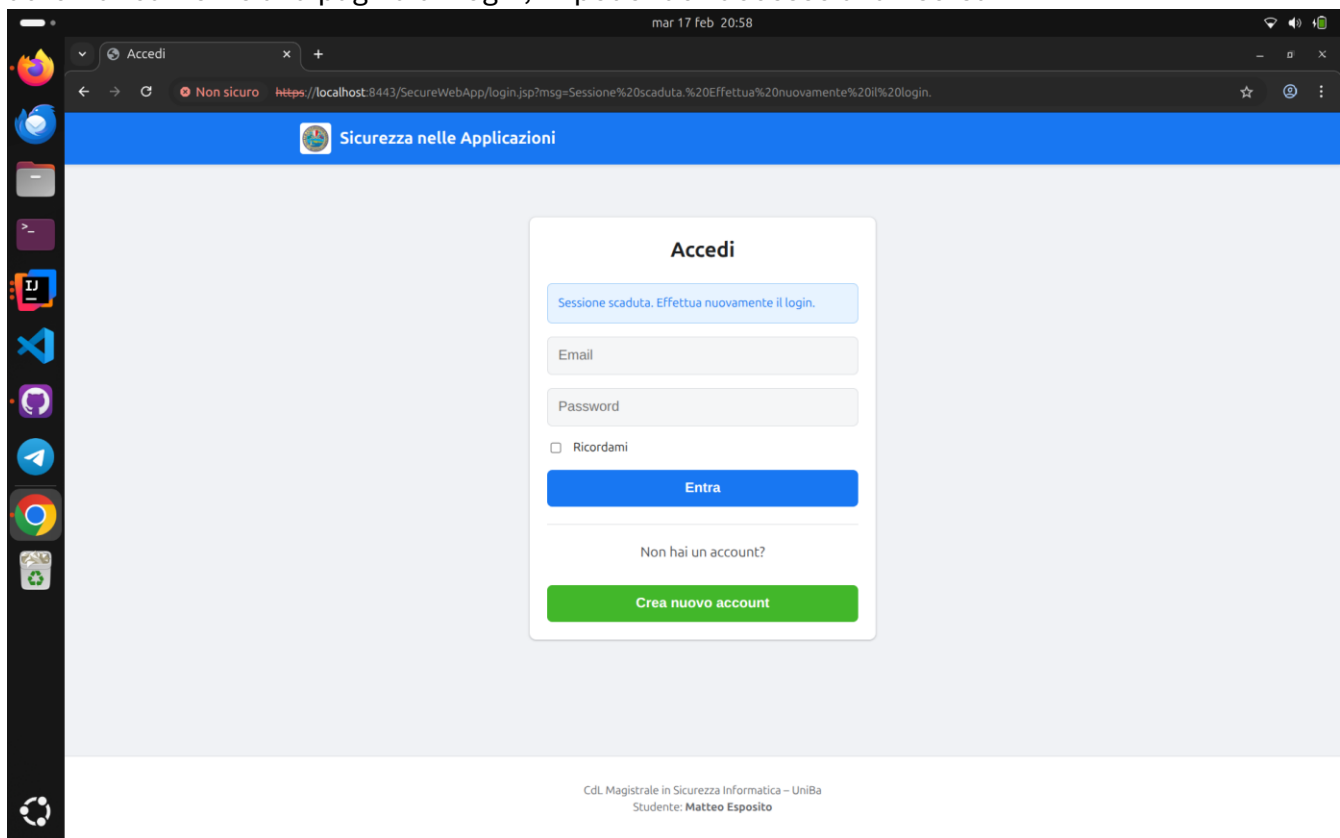 mar 17 feb 20:58
Accedi
Non sicuro https://localhost:8443/SecureWebApp/login.jsp?msg=Sessione%20scaduta.%20Effettua%20nuovamente%20il%20login.
Sicurezza nelle Applicazioni
Accedi
Sessione scaduta. Effettua nuovamente il login.
Email
Password
Ricordami
Entra
Non hai un account?
Crea nuovo account
CdL Magistrale in Sicurezza Informatica – UniBa
Studente: Matteo Esposito